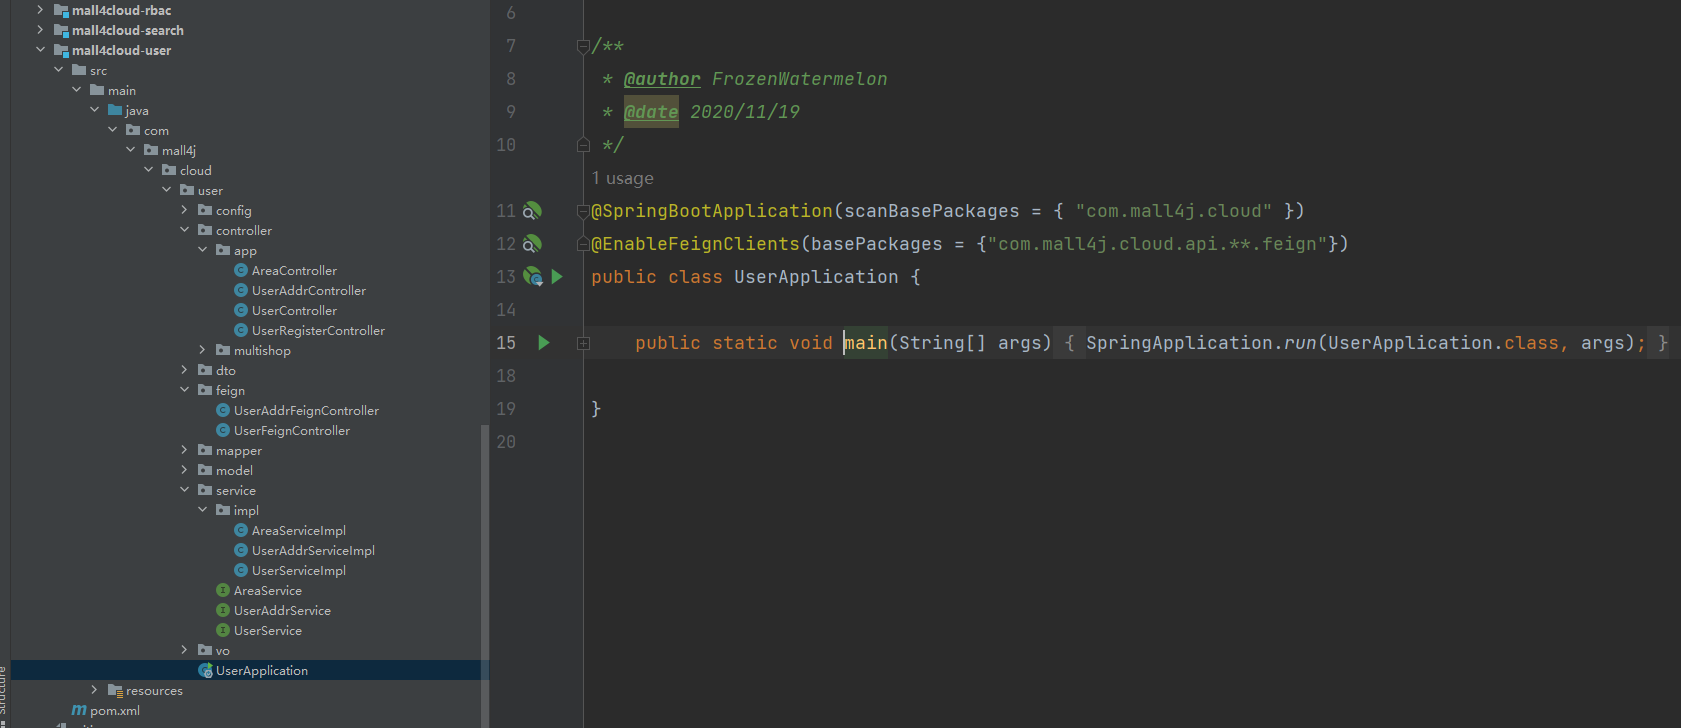 mall4cloud-rbac
mall4cloud-search
mall4cloud-user
src
main
java
com
mall4j
cloud
user
config
controller
app
AreaController
UserAddrController
UserController
UserRegisterController
multishop
dto
feign
UserAddrFeignController
UserFeignController
mapper
model
service
impl
AreaServiceImpl
UserAddrServiceImpl
UserServiceImpl
AreaService
UserAddrService
UserService
vo
UserApplication
resources
pom.xml
Structure
6
7 /**
8 * @author FrozenWatermelon
9 * @date 2020/11/19
10 */
1 usage
11 @SpringBootApplication(scanBasePackages = { "com.mall4j.cloud" })
12 @EnableFeignClients(basePackages = {"com.mall4j.cloud.api.**.feign"})
13 public class UserApplication {
14
15 public static void main(String[] args) { SpringApplication.run(UserApplication.class, args); }
18
19 }
20